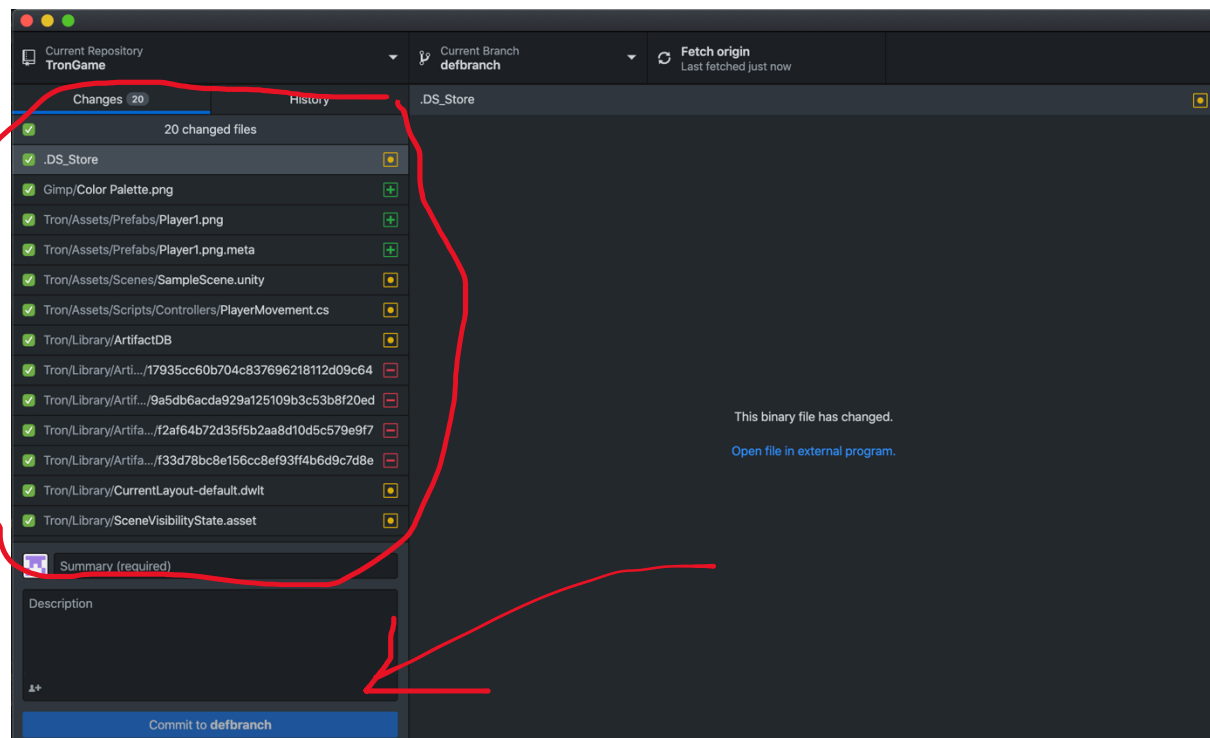 Current Repository
TronGame
Current Branch
defbranch
Fetch origin
Last fetched just now
Changes 20
History
.DS_Store
20 changed files
.DS_Store
Gimp/Color Palette.png
Tron/Assets/Prefabs/Player1.png
Tron/Assets/Prefabs/Player1.png.meta
Tron/Assets/Scenes/SampleScene.unity
Tron/Assets/Scripts/Controllers/PlayerMovement.cs
Tron/Library/ArtifactDB
Tron/Library/Arti.../17935cc60b704c837696218112d09c64
Tron/Library/Artif.../9a5db6acda929a125109b3c53b8f20ed
Tron/Library/Artifa.../f2af64b72d35f5b2aa8d10d5c579e9f7
Tron/Library/Artifa.../f33d78bc8e156cc8ef93ff4b6d9c7d8e
Tron/Library/CurrentLayout-default.dwlt
Tron/Library/SceneVisibilityState.asset
This binary file has changed.
Open file in external program.
Summary (required)
Description
Commit to defbranch